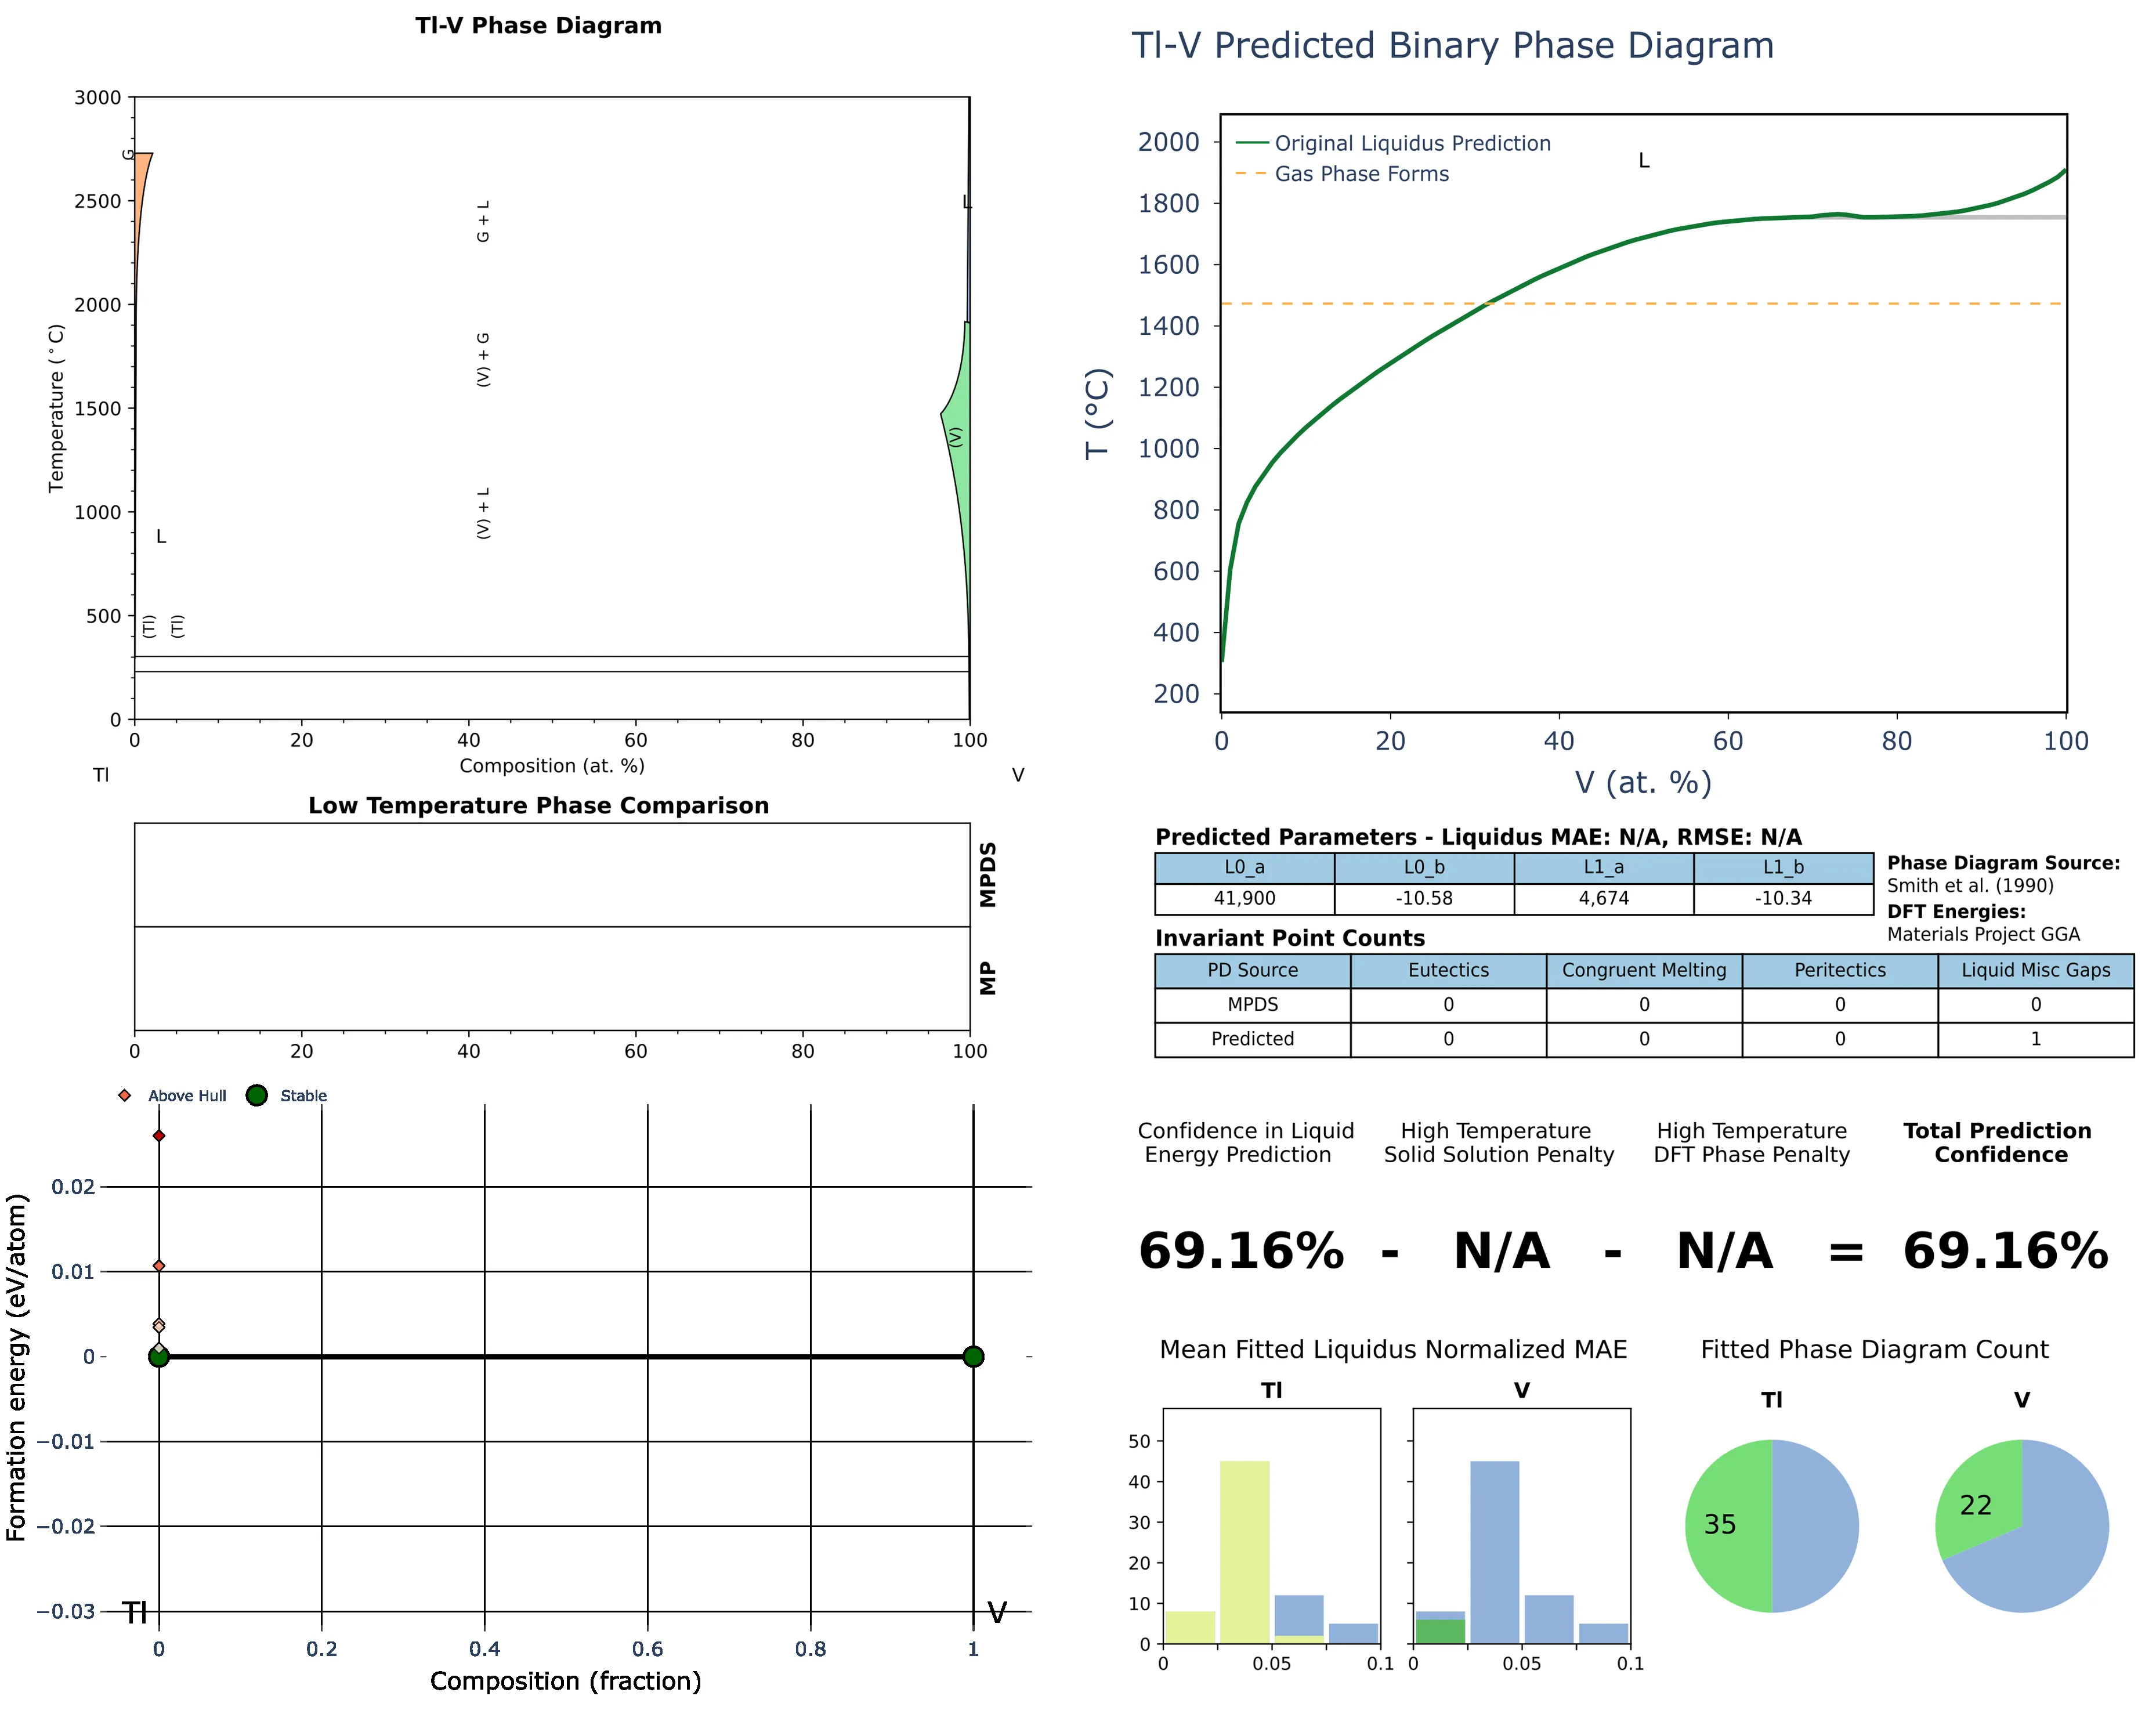 Tl-V Phase Diagram
3000
2500
2000
1500
1000
500
0
Temperature (°C)
G
G + L
(V) + G
(V) + L
L
(Tl)
(Tl)
L
(V)
0
20
40
60
80
100
Composition (at. %)
Tl
V
Low Temperature Phase Comparison
MPDS
MP
0
20
40
60
80
100
Above Hull
Stable
0.02
0.01
0
−0.01
−0.02
−0.03
Formation energy (eV/atom)
Tl
V
0
0.2
0.4
0.6
0.8
1
Composition (fraction)
Tl-V Predicted Binary Phase Diagram
Original Liquidus Prediction
Gas Phase Forms
L
2000
1800
1600
1400
1200
1000
800
600
400
200
T (°C)
0
20
40
60
80
100
V (at. %)
Predicted Parameters - Liquidus MAE: N/A, RMSE: N/A
L0_a L0_b L1_a L1_b
41,900 -10.58 4,674 -10.34
Phase Diagram Source:
Smith et al. (1990)
DFT Energies:
Materials Project GGA
Invariant Point Counts
PD Source Eutectics Congruent Melting Peritectics Liquid Misc Gaps
MPDS 0 0 0 0
Predicted 0 0 0 1
Confidence in Liquid
Energy Prediction
High Temperature
Solid Solution Penalty
High Temperature
DFT Phase Penalty
Total Prediction
Confidence
69.16% - N/A - N/A = 69.16%
Mean Fitted Liquidus Normalized MAE
Tl
V
50
40
30
20
10
0
0
0.05
0.1
0
0.05
0.1
Fitted Phase Diagram Count
Tl
V
35
22